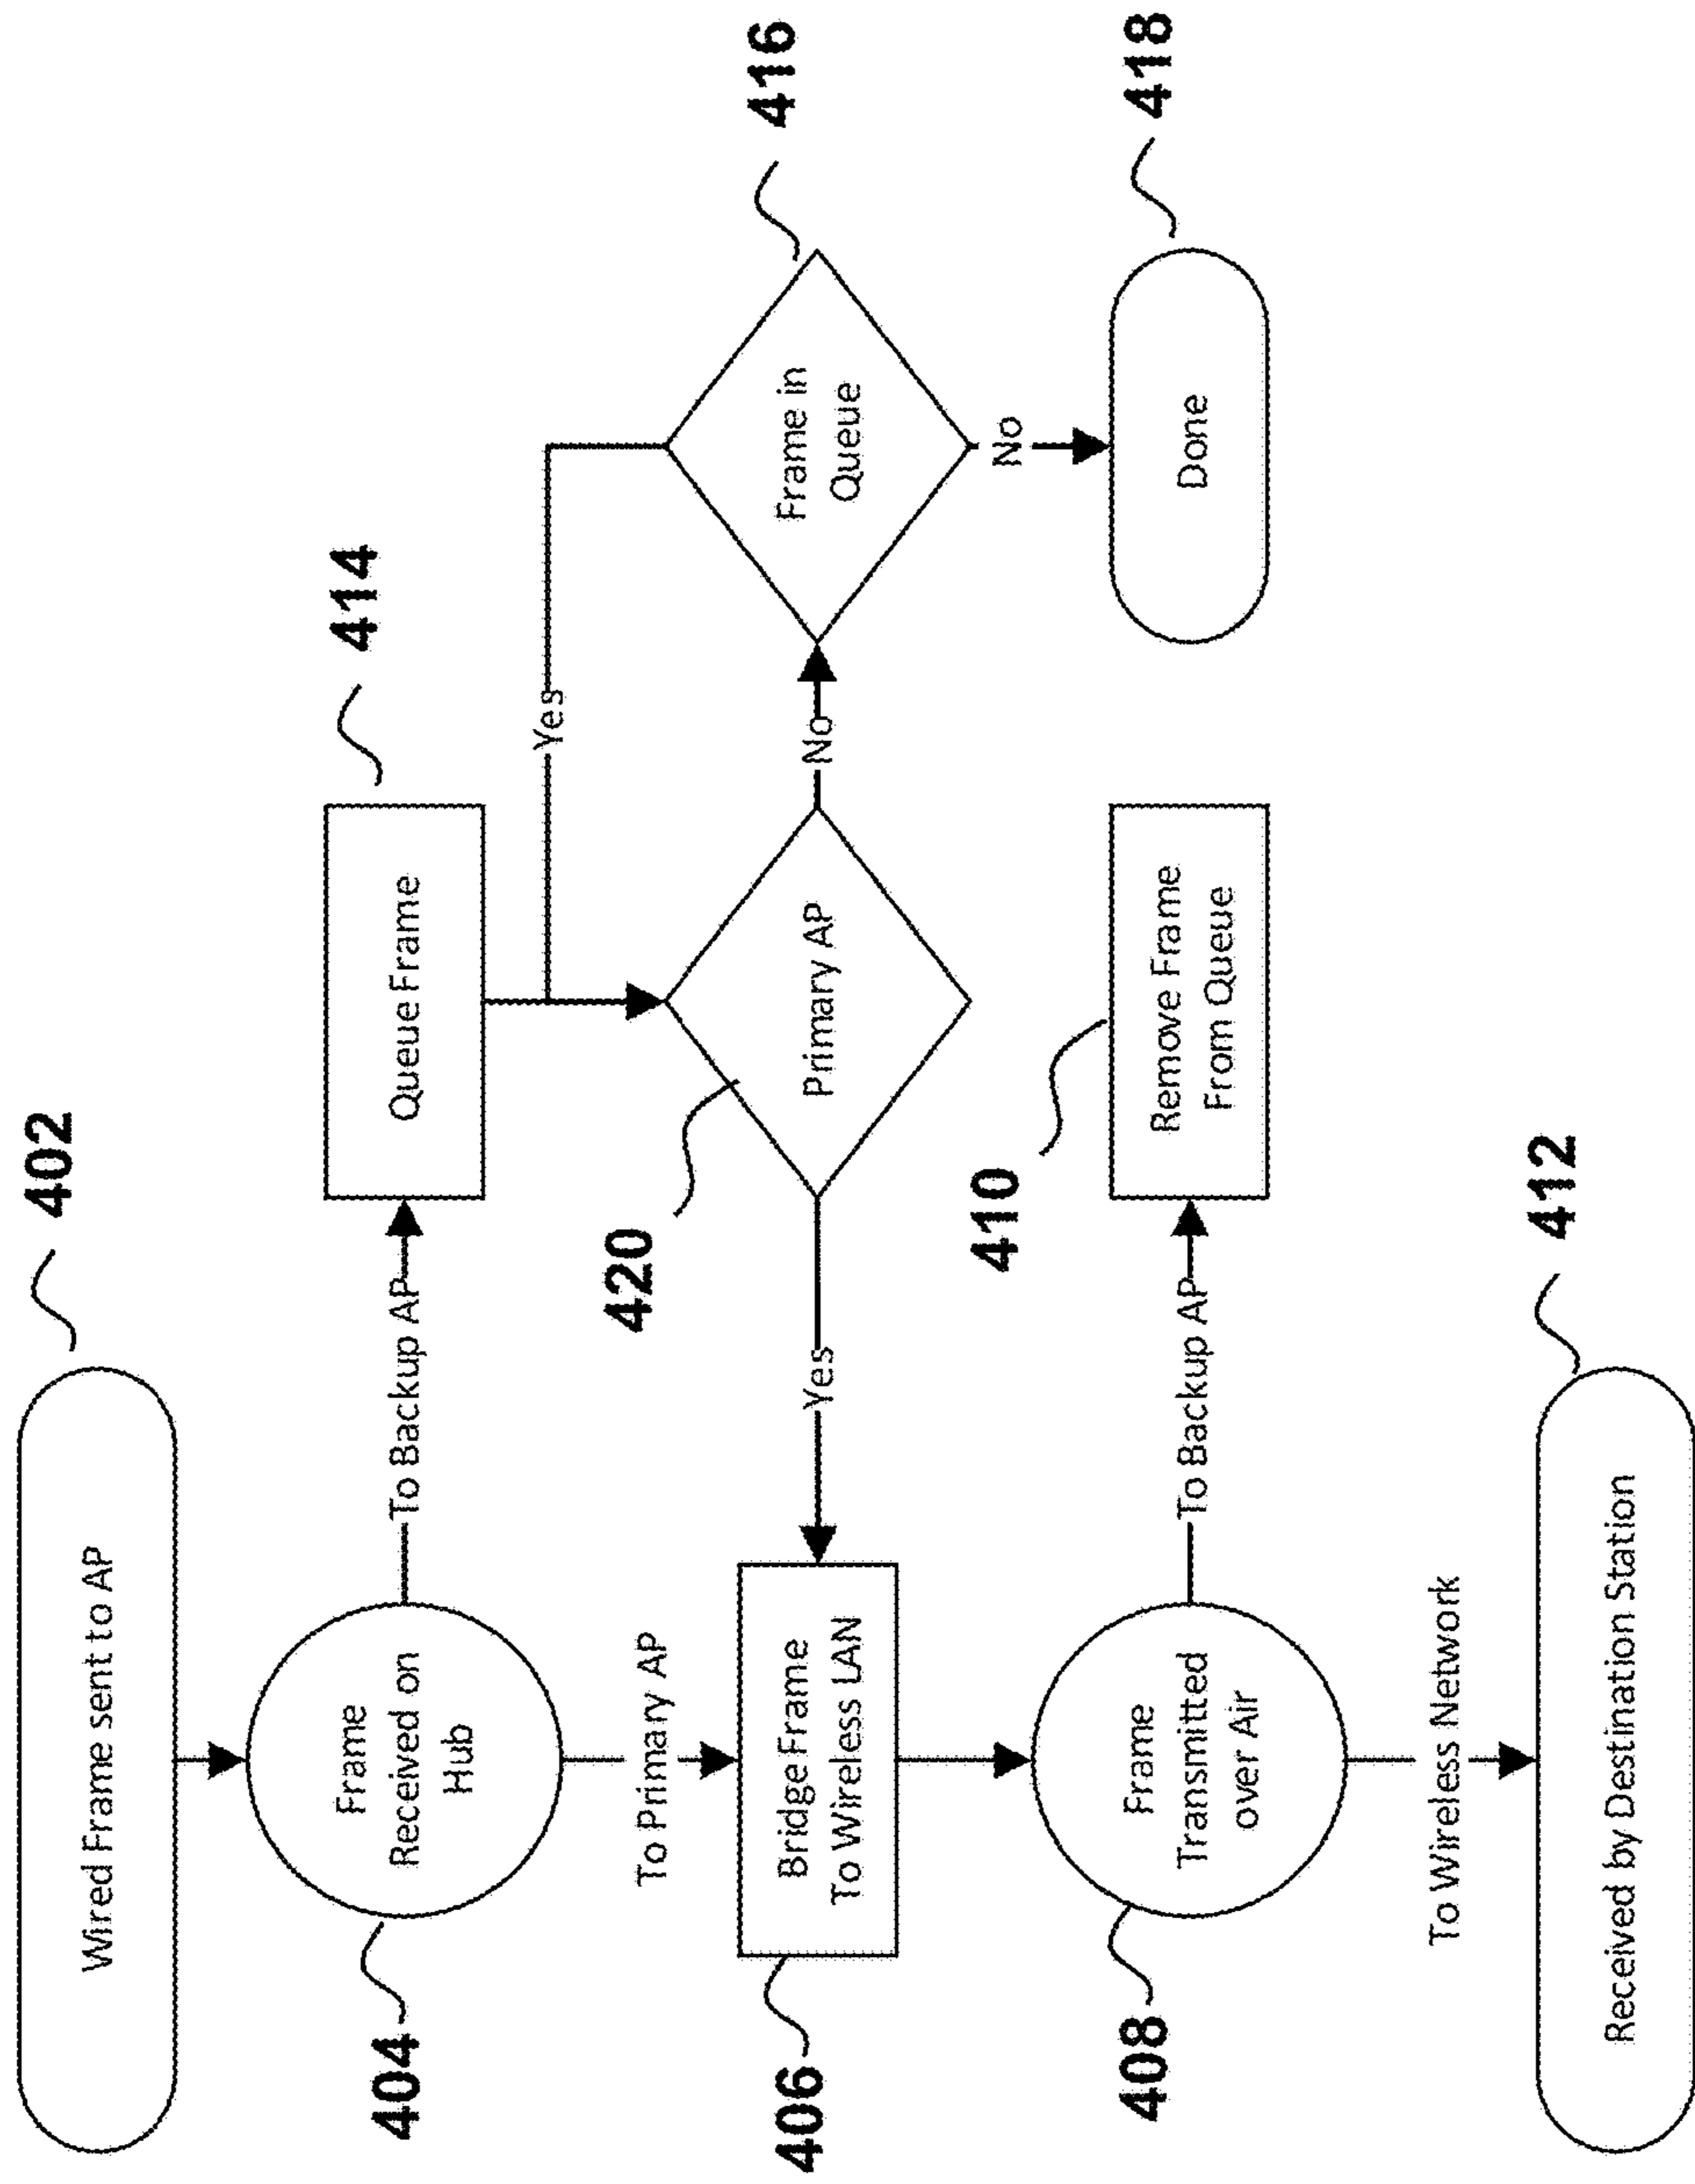 402
Wired Frame sent to AP
404
Frame
Received on
Hub
To Backup AP
Queue Frame
414
To Primary AP
406
Bridge Frame
To Wireless LAN
Yes
420
Primary AP
No
Yes
Frame in
Queue
416
No
Done
418
408
Frame
Transmitted
over Air
To Backup AP
410
Remove Frame
From Queue
To Wireless Network
Received by Destination Station
412